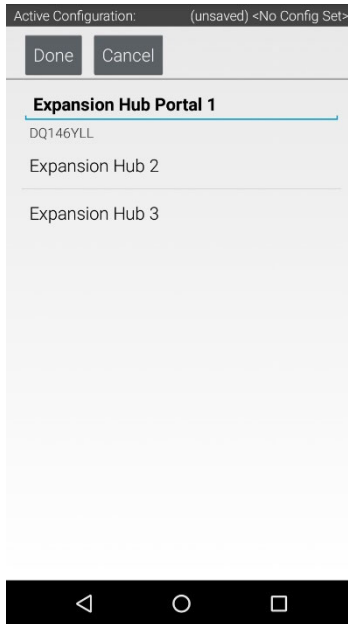 Active Configuration: (unsaved) <No Config Set>
Done Cancel
Expansion Hub Portal 1
DQ146YLL
Expansion Hub 2
Expansion Hub 3